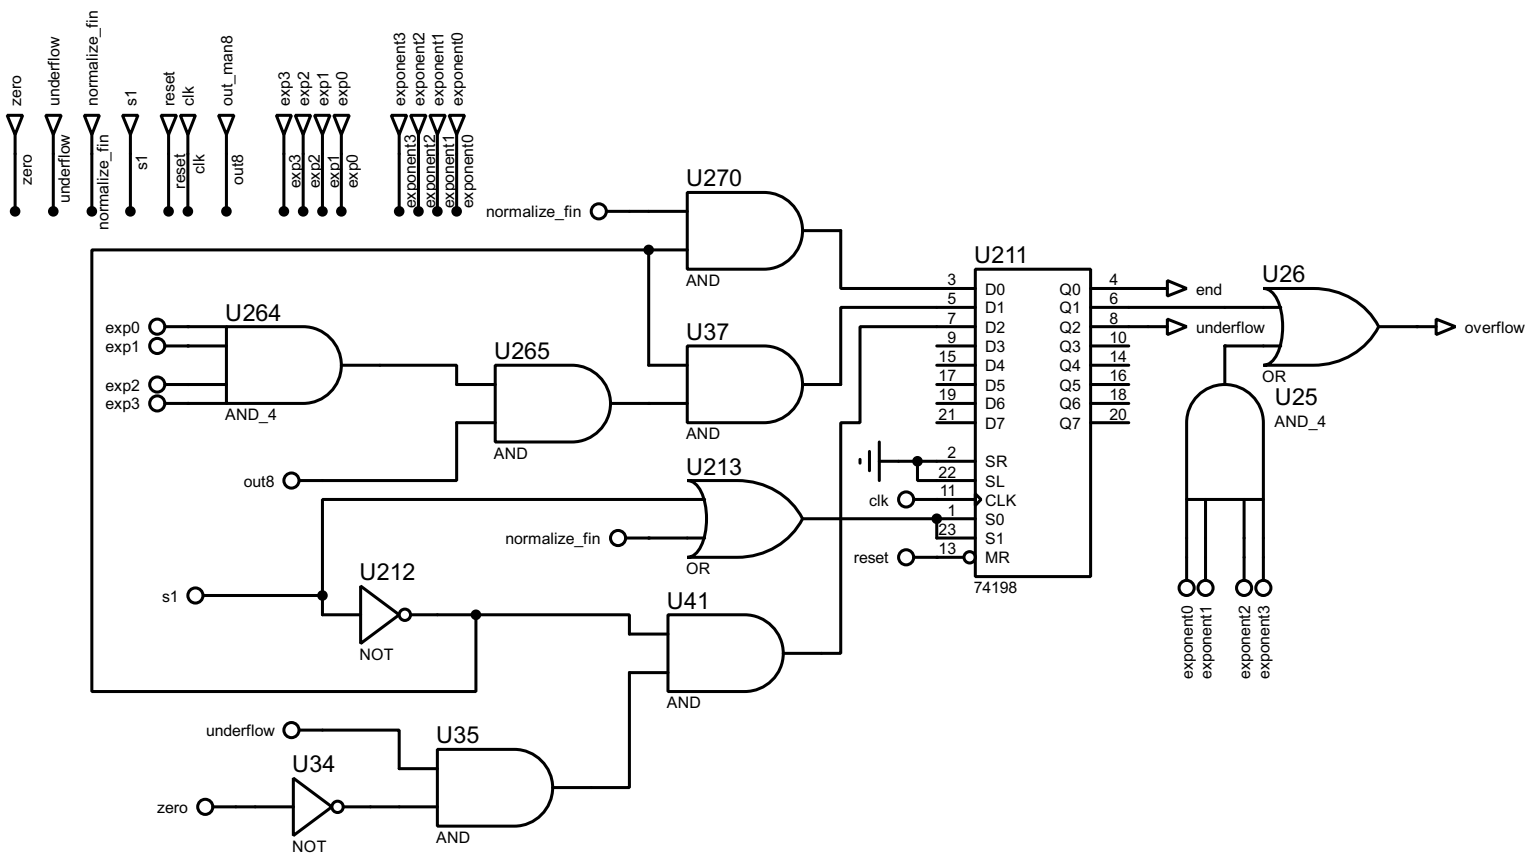 zero
underflow
normalize_fin
s1
reset
clk
out_man8
exp3
exp2
exp1
exp0
exponent3
exponent2
exponent1
exponent0
zero
underflow
normalize_fin
s1
reset
clk
out8
exp3
exp2
exp1
exp0
exponent3
exponent2
exponent1
exponent0
U270
normalize_fin
AND
U264
exp0
exp1
exp2
exp3
AND_4
U265
AND
out8
U37
AND
U213
normalize_fin
OR
s1
U212
NOT
U41
AND
underflow
U35
AND
zero
U34
NOT
U211
3 D0 Q0 4 end
5 D1 Q1 6
7 D2 Q2 8 underflow
9 D3 Q3 10
15 D4 Q4 14
17 D5 Q5 16
19 D6 Q6 18
21 D7 Q7 20
2 SR
22 SL
clk 11 CLK
1 S0
23 S1
reset 13 MR
74198
U26
overflow
OR
U25
AND_4
exponent0
exponent1
exponent2
exponent3